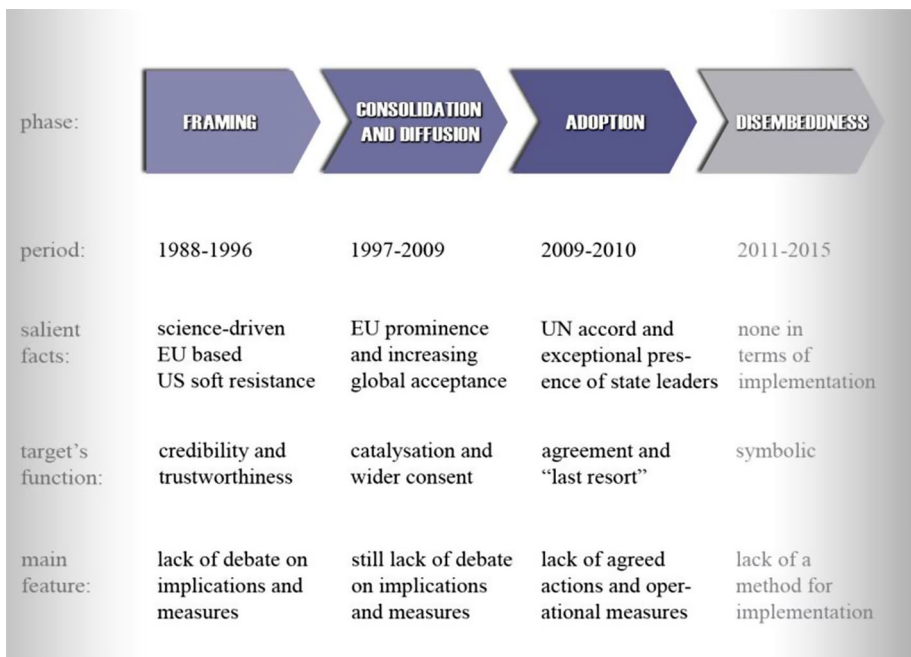 phase:
FRAMING
CONSOLIDATION
AND DIFFUSION
ADOPTION
DISEMBEDDNESS
period:
1988-1996
1997-2009
2009-2010
2011-2015
salient
facts:
science-driven
EU based
US soft resistance
EU prominence
and increasing
global acceptance
UN accord and
exceptional pres-
ence of state leaders
none in
terms of
implementation
target’s
function:
credibility and
trustworthiness
catalysation and
wider consent
agreement and
“last resort”
symbolic
main
feature:
lack of debate on
implications and
measures
still lack of debate
on implications
and measures
lack of agreed
actions and oper-
ational measures
lack of a
method for
implementation